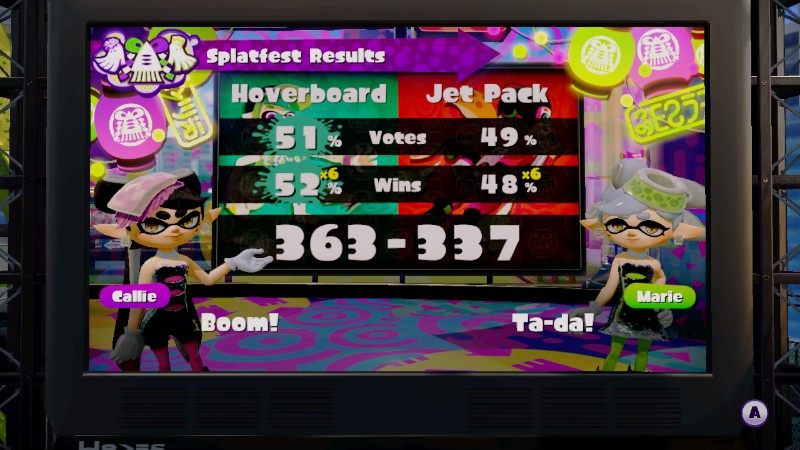 Splatfest Results
Hoverboard Jet Pack
51% Votes 49%
52%x6 Wins 48%x6
363-337
Callie Marie
Boom! Ta-da!
A